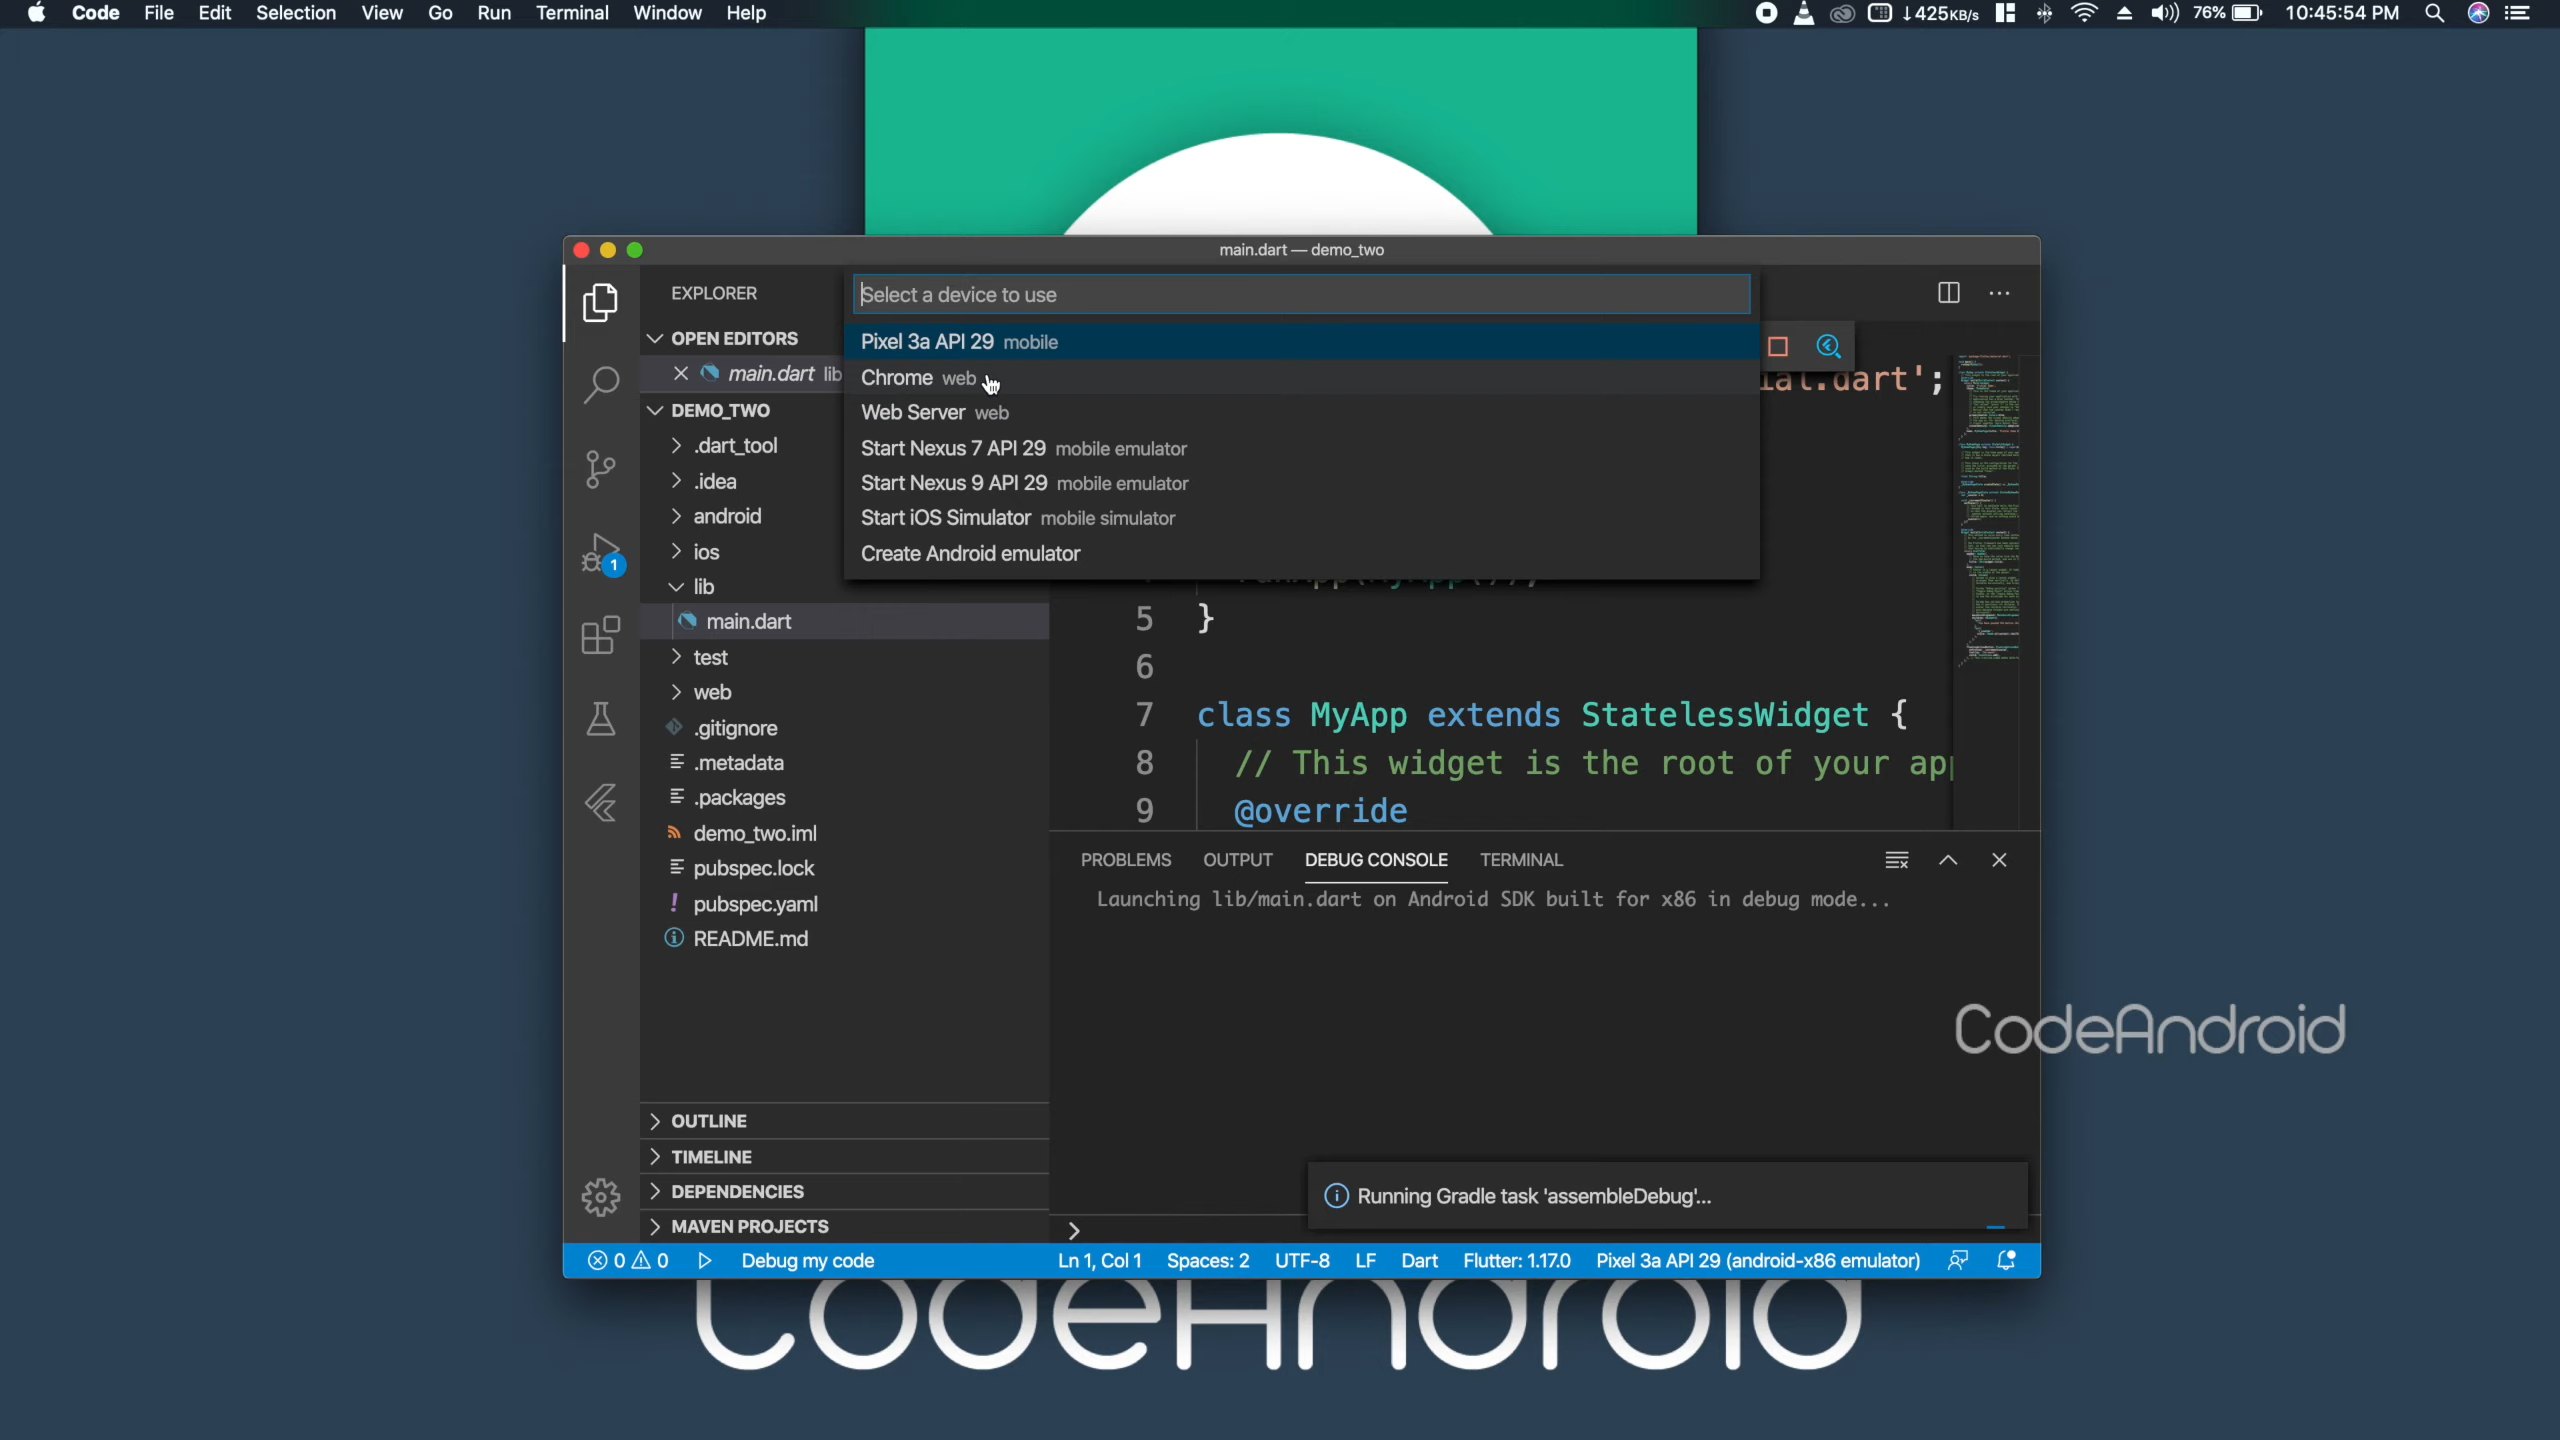 Code File Edit Selection View Go Run Terminal Window Help
↓425KB/s 76% 10:45:54 PM
main.dart — demo_two
EXPLORER
Select a device to use
OPEN EDITORS
main.dart lib
DEMO_TWO
.dart_tool
.idea
android
ios
lib
main.dart
test
web
.gitignore
.metadata
.packages
demo_two.iml
pubspec.lock
pubspec.yaml
README.md
OUTLINE
TIMELINE
DEPENDENCIES
MAVEN PROJECTS
Pixel 3a API 29 mobile
Chrome web
Web Server web
Start Nexus 7 API 29 mobile emulator
Start Nexus 9 API 29 mobile emulator
Start iOS Simulator mobile simulator
Create Android emulator
ial.dart';
5 }
6
7 class MyApp extends StatelessWidget {
8 // This widget is the root of your app
9 @override
PROBLEMS OUTPUT DEBUG CONSOLE TERMINAL
Launching lib/main.dart on Android SDK built for x86 in debug mode...
Running Gradle task 'assembleDebug'...
1
0 0 Debug my code Ln 1, Col 1 Spaces: 2 UTF-8 LF Dart Flutter: 1.17.0 Pixel 3a API 29 (android-x86 emulator)
CodeAndroid
CodeAndroid